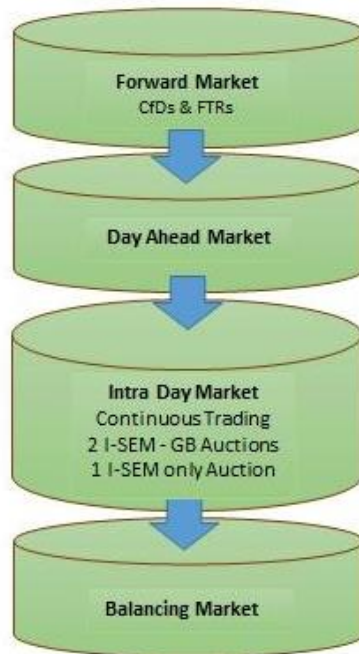 Forward Market
CfDs & FTRs
Day Ahead Market
Intra Day Market
Continuous Trading
2 I-SEM - GB Auctions
1 I-SEM only Auction
Balancing Market